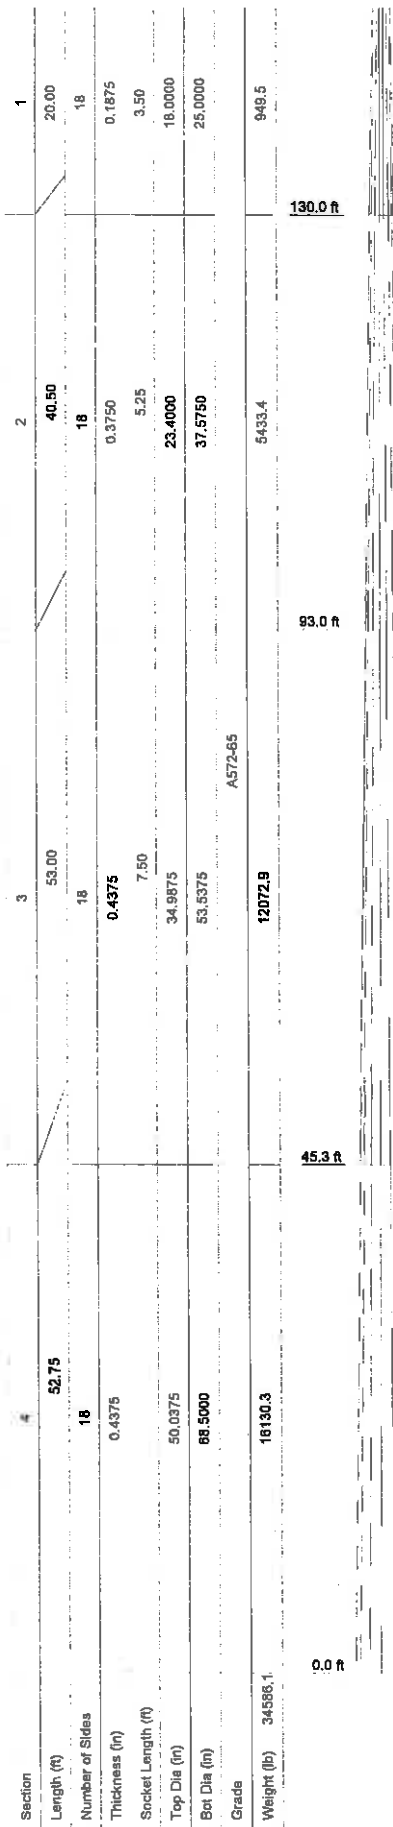 Section 4 3 2 1
Length (ft) 52.75 53.00 40.50 20.00
Number of Sides 18 18 18 18
Thickness (in) 0.4375 0.4375 0.3750 0.1875
Socket Length (ft) 7.50 5.25 3.50
Top Dia (in) 50.0375 34.9875 23.4000 18.0000
Bot Dia (in) 68.5000 53.5375 37.5750 25.0000
Grade A572-65
Weight (lb) 34586.1 16130.3 12072.9 5433.4 949.5
0.0 ft 45.3 ft 93.0 ft 130.0 ft